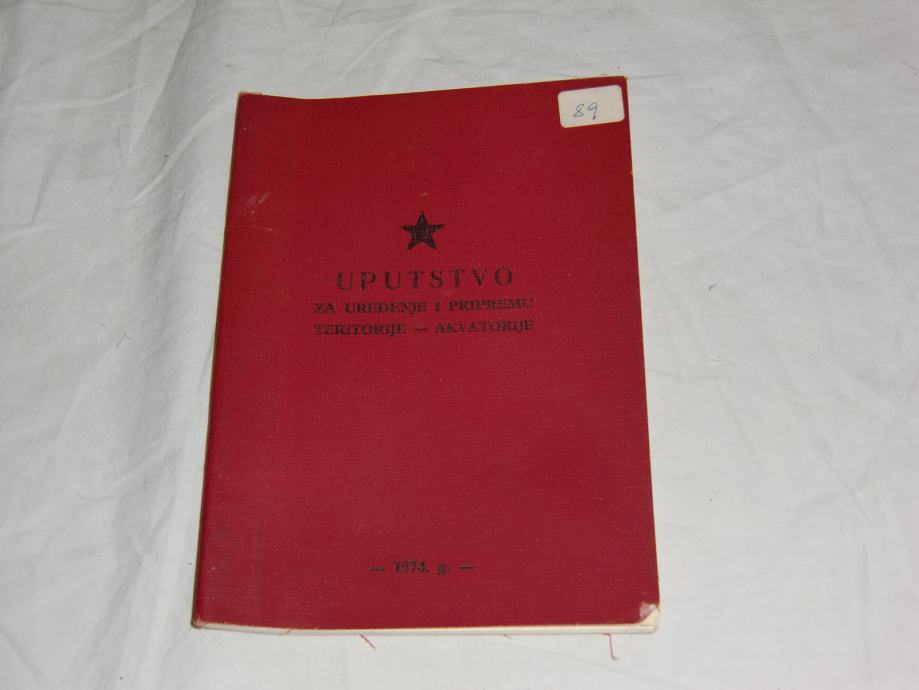 89
UPUTSTVO
ZA UREĐENJE I PRIPREMU
TERITORIJE — AKVATORIJE
— 1974. g. —